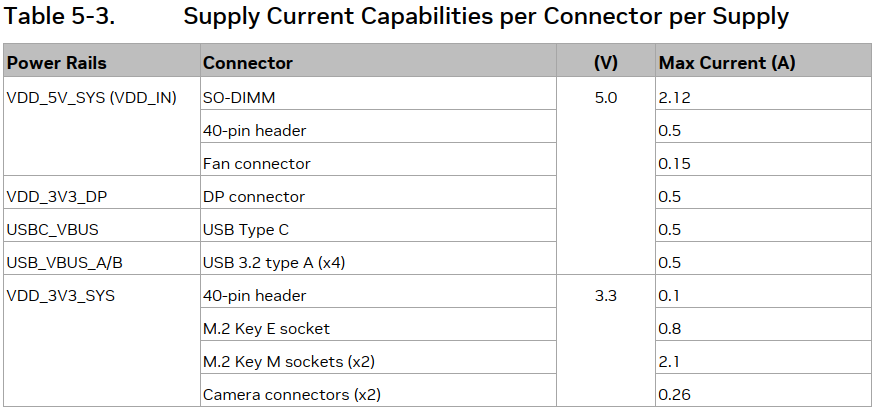 Table 5-3. Supply Current Capabilities per Connector per Supply
Power Rails Connector (V) Max Current (A)
VDD_5V_SYS (VDD_IN) SO-DIMM 5.0 2.12
40-pin header 0.5
Fan connector 0.15
VDD_3V3_DP DP connector 0.5
USBC_VBUS USB Type C 0.5
USB_VBUS_A/B USB 3.2 type A (x4) 0.5
VDD_3V3_SYS 40-pin header 3.3 0.1
M.2 Key E socket 0.8
M.2 Key M sockets (x2) 2.1
Camera connectors (x2) 0.26